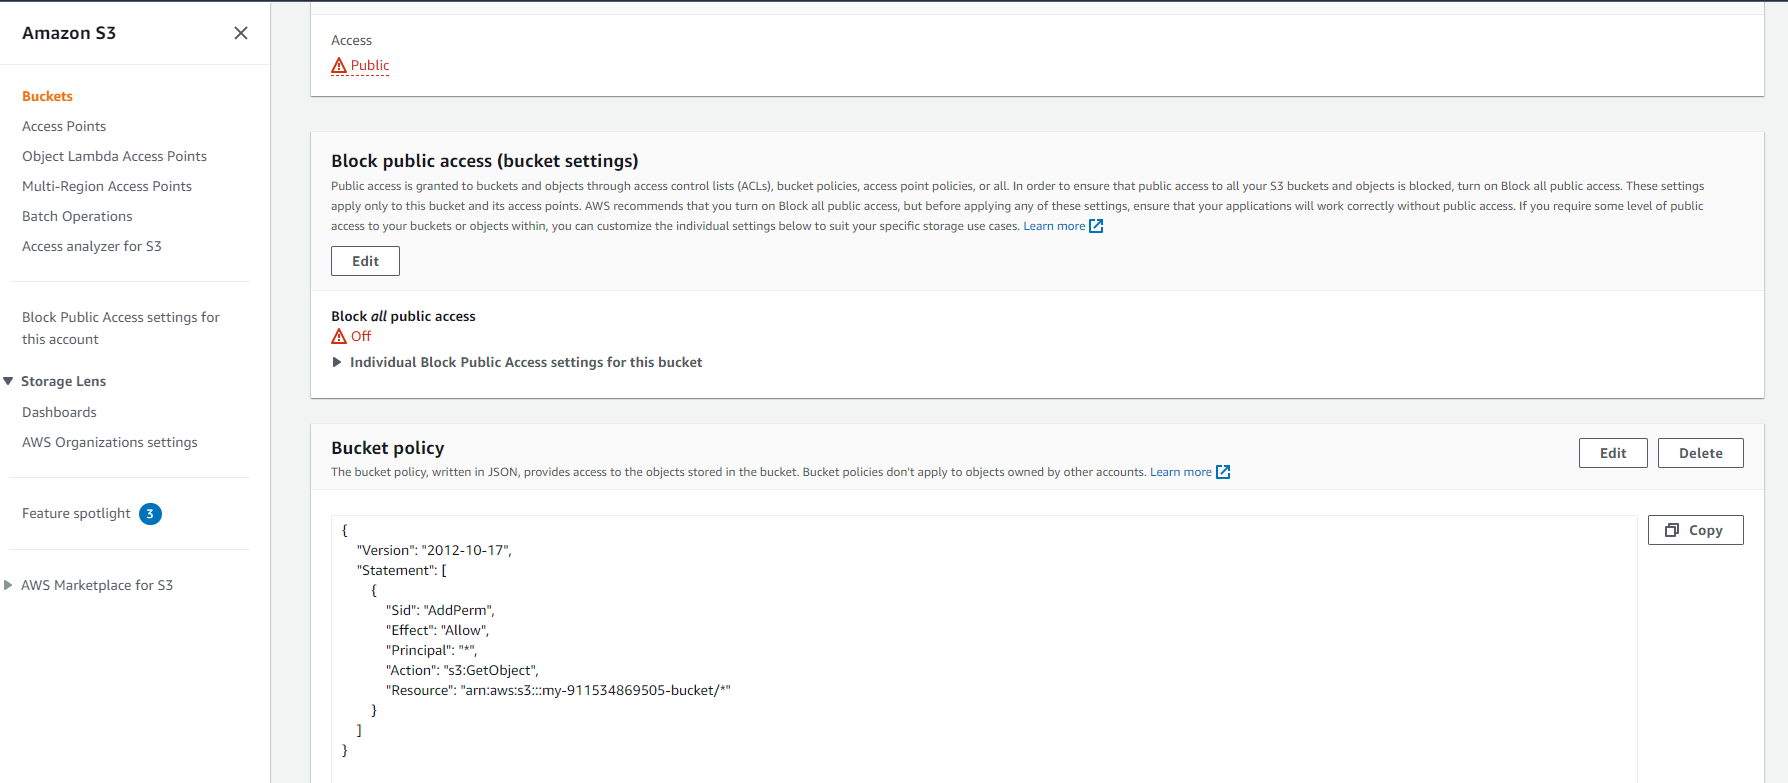 Amazon S3
Buckets
Access Points
Object Lambda Access Points
Multi-Region Access Points
Batch Operations
Access analyzer for S3
Block Public Access settings for
this account
Storage Lens
Dashboards
AWS Organizations settings
Feature spotlight 3
AWS Marketplace for S3
Access
Public
Block public access (bucket settings)
Public access is granted to buckets and objects through access control lists (ACLs), bucket policies, access point policies, or all. In order to ensure that public access to all your S3 buckets and objects is blocked, turn on Block all public access. These settings
apply only to this bucket and its access points. AWS recommends that you turn on Block all public access, but before applying any of these settings, ensure that your applications will work correctly without public access. If you require some level of public
access to your buckets or objects within, you can customize the individual settings below to suit your specific storage use cases. Learn more
Edit
Block all public access
Off
Individual Block Public Access settings for this bucket
Bucket policy
Edit Delete
The bucket policy, written in JSON, provides access to the objects stored in the bucket. Bucket policies don't apply to objects owned by other accounts. Learn more
Copy
{
"Version": "2012-10-17",
"Statement": [
{
"Sid": "AddPerm",
"Effect": "Allow",
"Principal": "*",
"Action": "s3:GetObject",
"Resource": "arn:aws:s3:::my-911534869505-bucket/*"
}
]
}